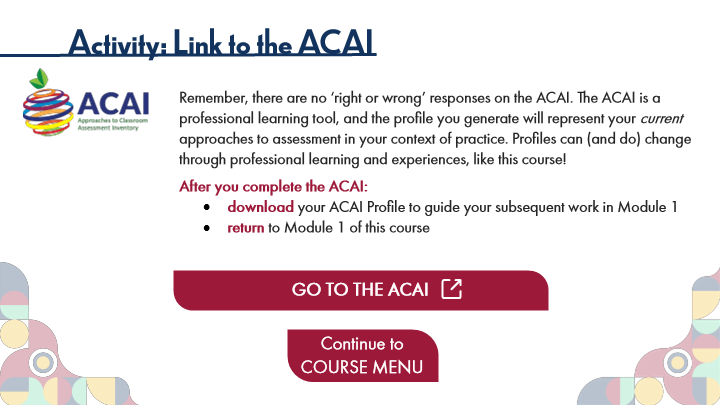 Activity: Link to the ACAI
ACAI
Approaches to Classroom
Assessment Inventory
Remember, there are no ‘right or wrong’ responses on the ACAI. The ACAI is a
professional learning tool, and the profile you generate will represent your current
approaches to assessment in your context of practice. Profiles can (and do) change
through professional learning and experiences, like this course!
After you complete the ACAI:
● download your ACAI Profile to guide your subsequent work in Module 1
● return to Module 1 of this course
GO TO THE ACAI
Continue to
COURSE MENU